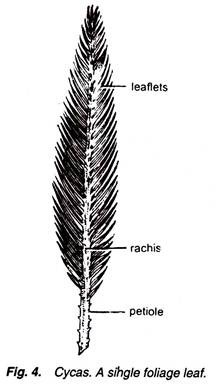 leaflets
rachis
petiole
Fig. 4. Cycas. A single foliage leaf.